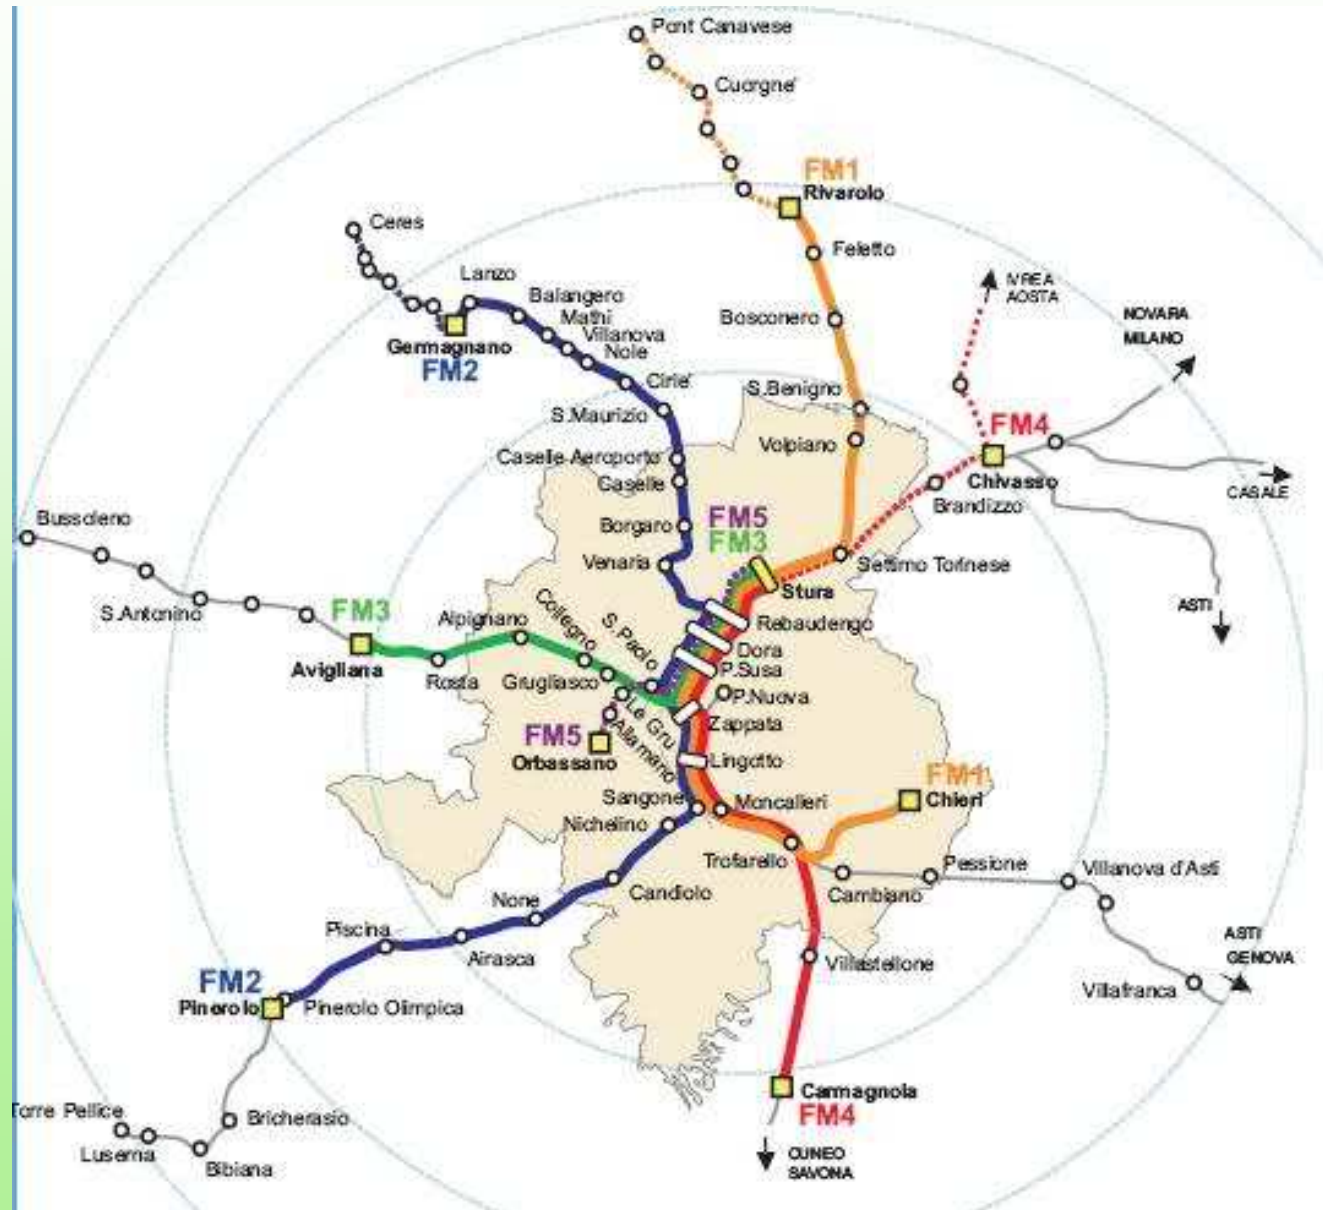 Pont Canavese
Cuorgne'
FM1
Rivarolo
Feletto
Bosconero
S.Benigno
Volpiano
Ceres
Lanzo
Balangero
Mathi
Villanova
Nole
Cirie'
Germagnano
FM2
S.Maurizio
Caselle-Aeroporto
Caselle
Borgaro
Venaria
IVREA
AOSTA
NOVARA
MILANO
FM4
Chivasso
CASALE
Brandizzo
ASTI
Settimo Torinese
FM5
FM3
Stura
Rebaudengo
Dora
P.Susa
P.Nuova
Zappata
Lingotto
Bussoleno
S.Antonino
FM3
Avigliana
Rosta
Alpignano
Collegno
Grugliasco
S.Paolo
Le Gru
Allamano
FM5
Orbassano
Sangone
Nichelino
Moncalieri
FM1
Chieri
Trofarello
Cambiano
Pessione
Villanova d'Asti
Villafranca
ASTI
GENOVA
Candiolo
None
Airasca
Piscina
FM2
Pinerolo
Pinerolo Olimpica
Villastellone
Carmagnola
FM4
CUNEO
SAVONA
Torre Pellice
Luserna
Bibiana
Bricherasio